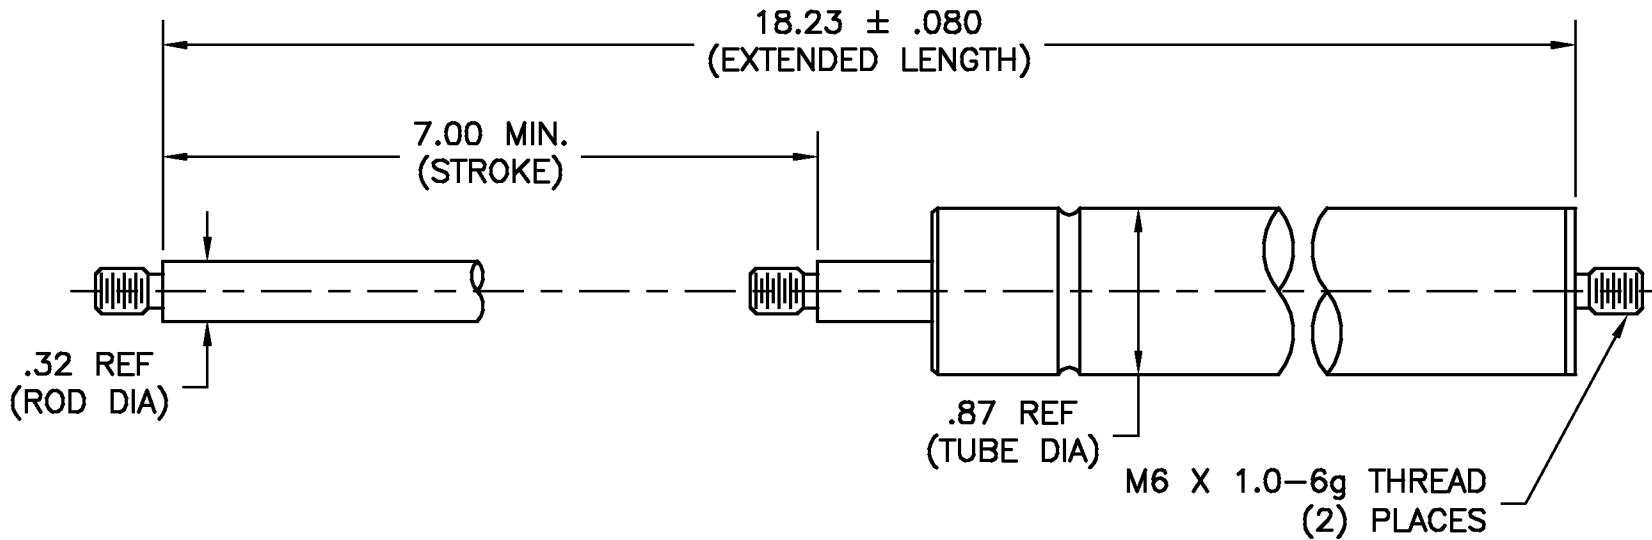 18.23 ± .080
(EXTENDED LENGTH)
7.00 MIN.
(STROKE)
.32 REF
(ROD DIA)
.87 REF
(TUBE DIA)
M6 X 1.0-6g THREAD
(2) PLACES